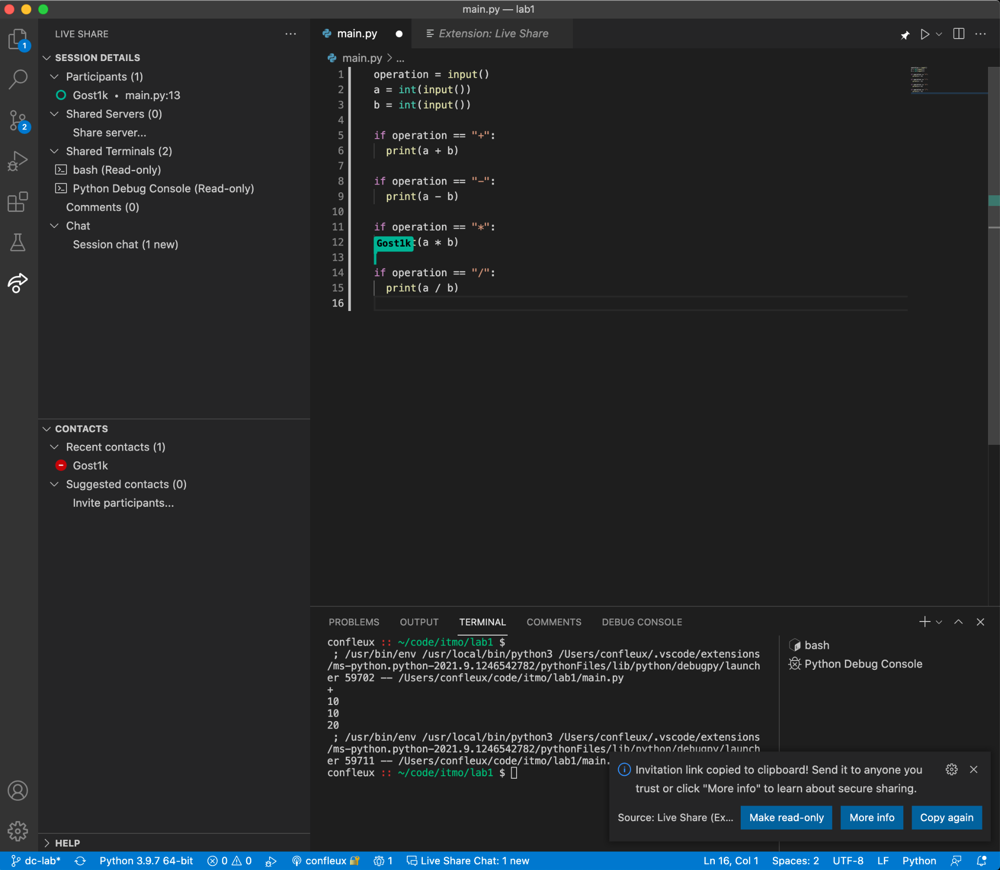 main.py — lab1
LIVE SHARE
SESSION DETAILS
Participants (1)
Gost1k • main.py:13
Shared Servers (0)
Share server...
Shared Terminals (2)
bash (Read-only)
Python Debug Console (Read-only)
Comments (0)
Chat
Session chat (1 new)
CONTACTS
Recent contacts (1)
Gost1k
Suggested contacts (0)
Invite participants...
HELP
1
2
main.py
Extension: Live Share
main.py > ...
1 operation = input()
2 a = int(input())
3 b = int(input())
4
5 if operation == "+":
6 print(a + b)
7
8 if operation == "-":
9 print(a - b)
10
11 if operation == "*":
12 Gost1k t(a * b)
13
14 if operation == "/":
15 print(a / b)
16
PROBLEMS OUTPUT TERMINAL COMMENTS DEBUG CONSOLE
confleux :: ~/code/itmo/lab1 $
; /usr/bin/env /usr/local/bin/python3 /Users/confleux/.vscode/extensions
/ms-python.python-2021.9.1246542782/pythonFiles/lib/python/debugpy/launch
er 59702 -- /Users/confleux/code/itmo/lab1/main.py
+
10
10
20
; /usr/bin/env /usr/local/bin/python3 /Users/confleux/.vscode/extensions
/ms-python.python-2021.9.1246542782/pythonFiles/lib/python/debugpy/launch
er 59711 -- /Users/confleux/code/itmo/lab1/main.
confleux :: ~/code/itmo/lab1 $
bash
Python Debug Console
Invitation link copied to clipboard! Send it to anyone you
trust or click "More info" to learn about secure sharing.
Source: Live Share (Ex...
Make read-only
More info
Copy again
dc-lab* Python 3.9.7 64-bit 0 0 confleux 1 Live Share Chat: 1 new Ln 16, Col 1 Spaces: 2 UTF-8 LF Python